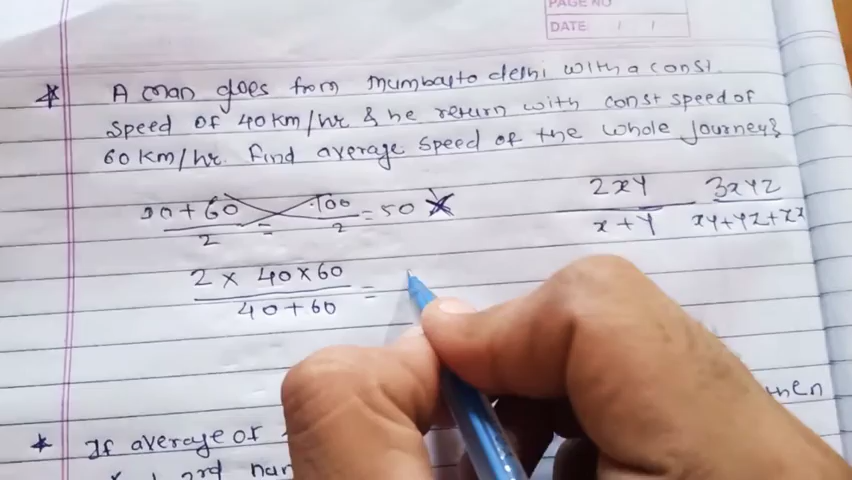 PAGE NO
DATE / /
* A man goes from Mumbay to delhi with a const.
speed of 40 km/hr & he return with const speed of
60 km/hr. Find average speed of the whole journey?
+ 60 / 2 = 100 / 2 = 50 ×
2xy / x+y 3xyz / xy+yz+zx
2 × 40×60 / 40+60 =
* If average of